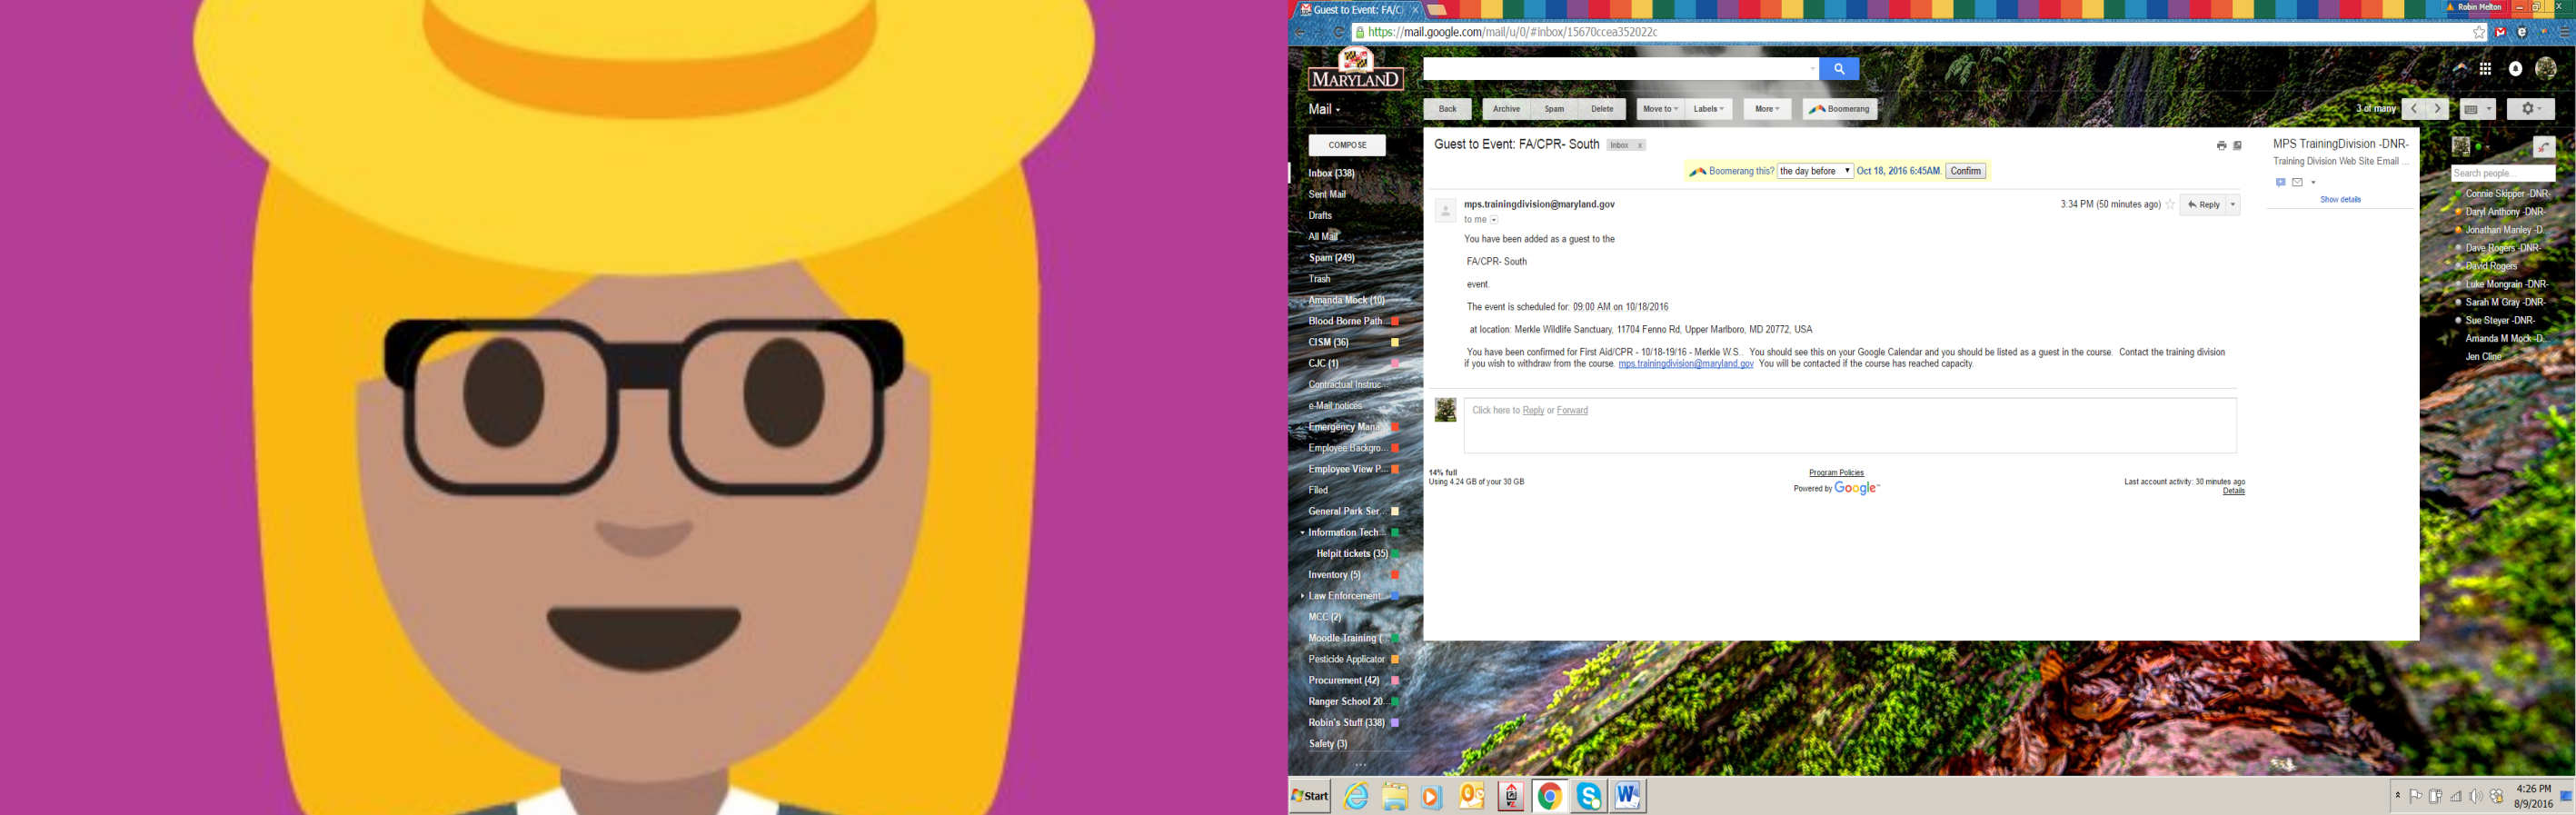 Guest to Event: FA/C
Robin Melton
https://mail.google.com/mail/u/0/#inbox/15670ccea352022c
MARYLAND
Mail
Back Archive Spam Delete Move to Labels More Boomerang
3 of many
COMPOSE
Inbox (338)
Sent Mail
Drafts
All Mail
Spam (249)
Trash
Amanda Mock (10)
Blood Borne Path...
CISM (36)
CJC (1)
Contractual Instruc...
e-Mail notices
Emergency Mana...
Employee Backgro...
Employee View P...
Filed
General Park Ser...
Information Tech...
Helpit tickets (35)
Inventory (5)
Law Enforcement...
MCC (2)
Moodle Training (...
Pesticide Applicator
Procurement (42)
Ranger School 20...
Robin's Stuff (338)
Safety (3)
Guest to Event: FA/CPR- South Inbox x
Boomerang this? the day before Oct 18, 2016 6:45AM. Confirm
mps.trainingdivision@maryland.gov
3:34 PM (50 minutes ago) Reply
to me
You have been added as a guest to the
FA/CPR- South
event.
The event is scheduled for: 09:00 AM on 10/18/2016
at location: Merkle Wildlife Sanctuary, 11704 Fenno Rd, Upper Marlboro, MD 20772, USA
You have been confirmed for First Aid/CPR - 10/18-19/16 - Merkle W.S.. You should see this on your Google Calendar and you should be listed as a guest in the course. Contact the training division
if you wish to withdraw from the course. mps.trainingdivision@maryland.gov You will be contacted if the course has reached capacity.
Click here to Reply or Forward
14% full
Using 4.24 GB of your 30 GB
Program Policies
Powered by Google™
Last account activity: 30 minutes ago
Details
MPS TrainingDivision -DNR-
Training Division Web Site Email ...
Show details
Search people...
Connie Skipper -DNR-
Daryl Anthony -DNR-
Jonathan Manley -D...
Dave Rogers -DNR-
David Rogers
Luke Mongrain -DNR-
Sarah M Gray -DNR-
Sue Steyer -DNR-
Amanda M Mock -D...
Jen Cline
Start
4:26 PM
8/9/2016